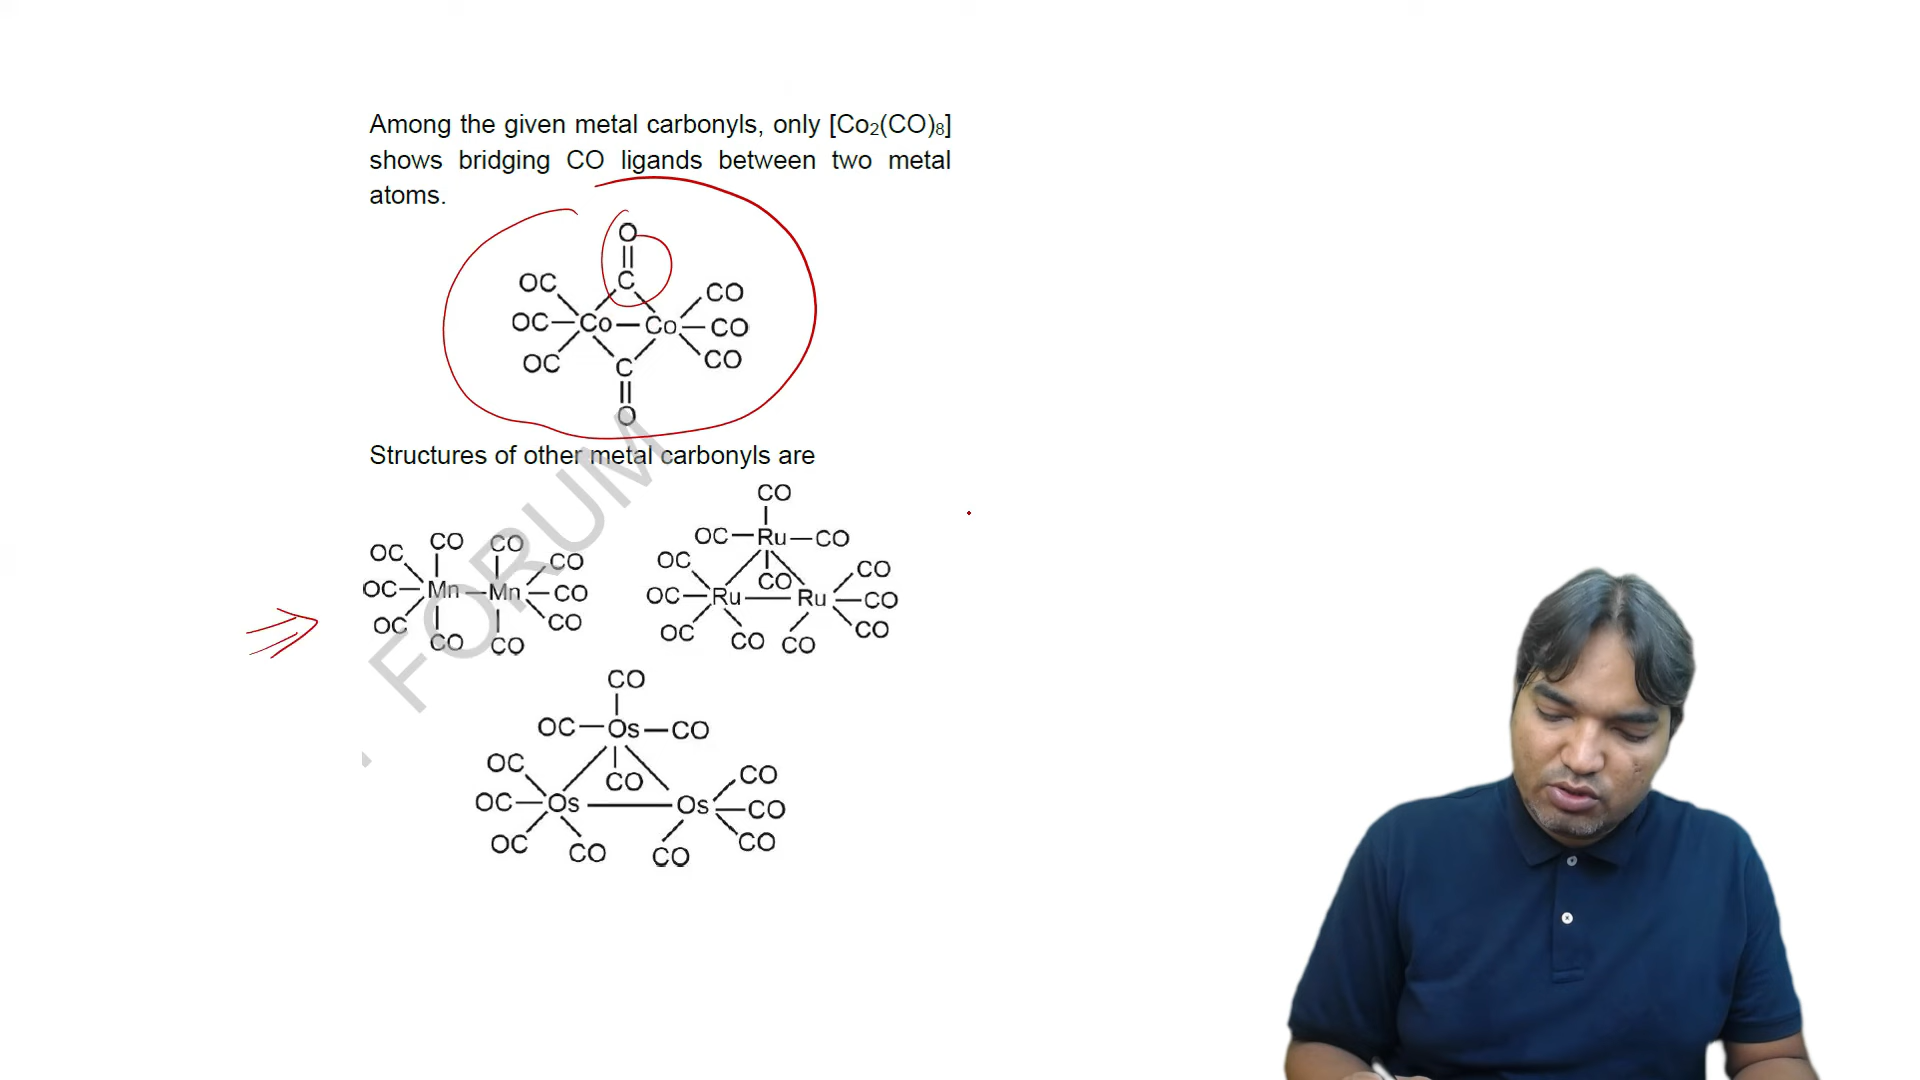 Among the given metal carbonyls, only [Co₂(CO)₈]
shows bridging CO ligands between two metal
atoms.
O
C
OC CO
OC Co Co CO
OC CO
C
O
Structures of other metal carbonyls are
CO
OC Ru CO
OC CO CO CO
OC CO CO
OC Mn Mn CO
OC Ru Ru CO
OC CO
CO CO
OC CO
CO CO
CO
OC Os CO
CO
OC CO
OC Os Os CO
OC CO
CO CO
FORUM